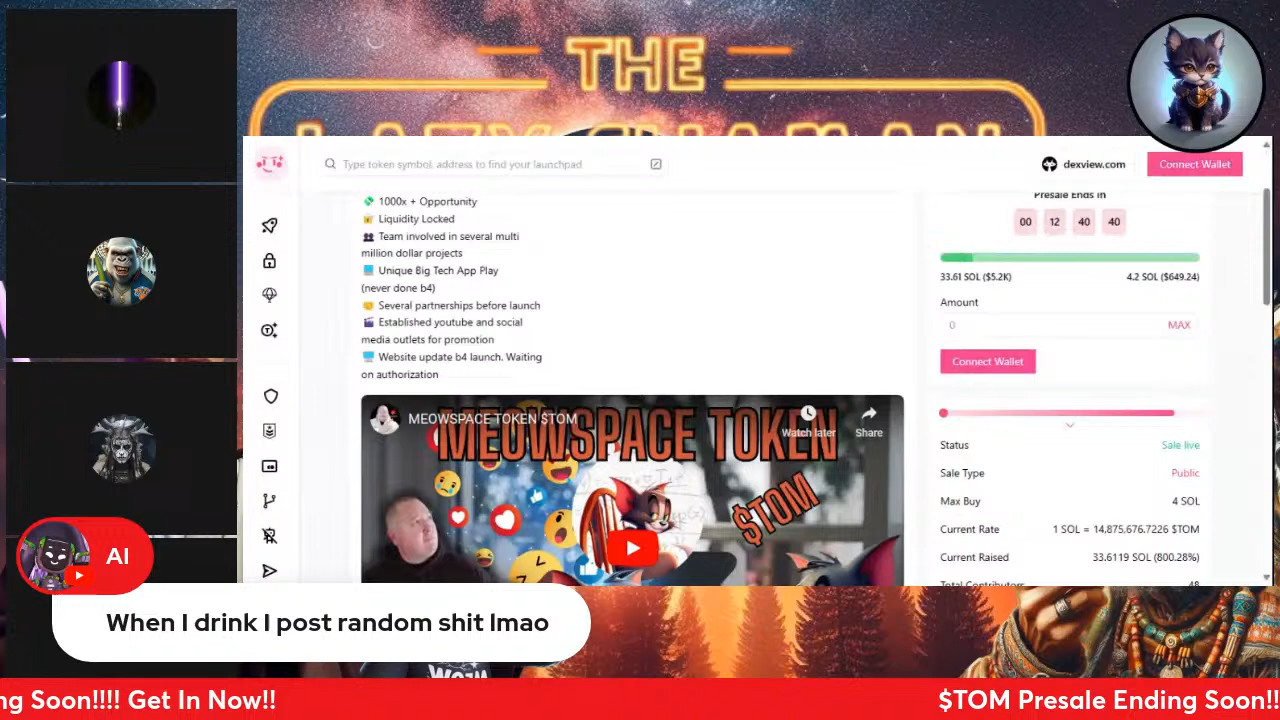 THE
LAZY SHAMAN
Type token symbol, address to find your launchpad
dexview.com
Connect Wallet
1000x + Opportunity
Liquidity Locked
Team involved in several multi
million dollar projects
Unique Big Tech App Play
(never done b4)
Several partnerships before launch
Established youtube and social
media outlets for promotion
Website update b4 launch. Waiting
on authorization
MEOWSPACE TOKEN $TOM
Watch later
Share
MEOWSPACE TOKEN
$TOM
Presale Ends In
00 12 40 40
33.61 SOL ($5.2K) 4.2 SOL ($649.24)
Amount
0 MAX
Connect Wallet
Status Sale live
Sale Type Public
Max Buy 4 SOL
Current Rate 1 SOL = 14,875,676.7226 $TOM
Current Raised 33.6119 SOL (800.28%)
Total Contributors 48
AI
When I drink I post random shit lmao
ng Soon!!!! Get In Now!! $TOM Presale Ending Soon!!